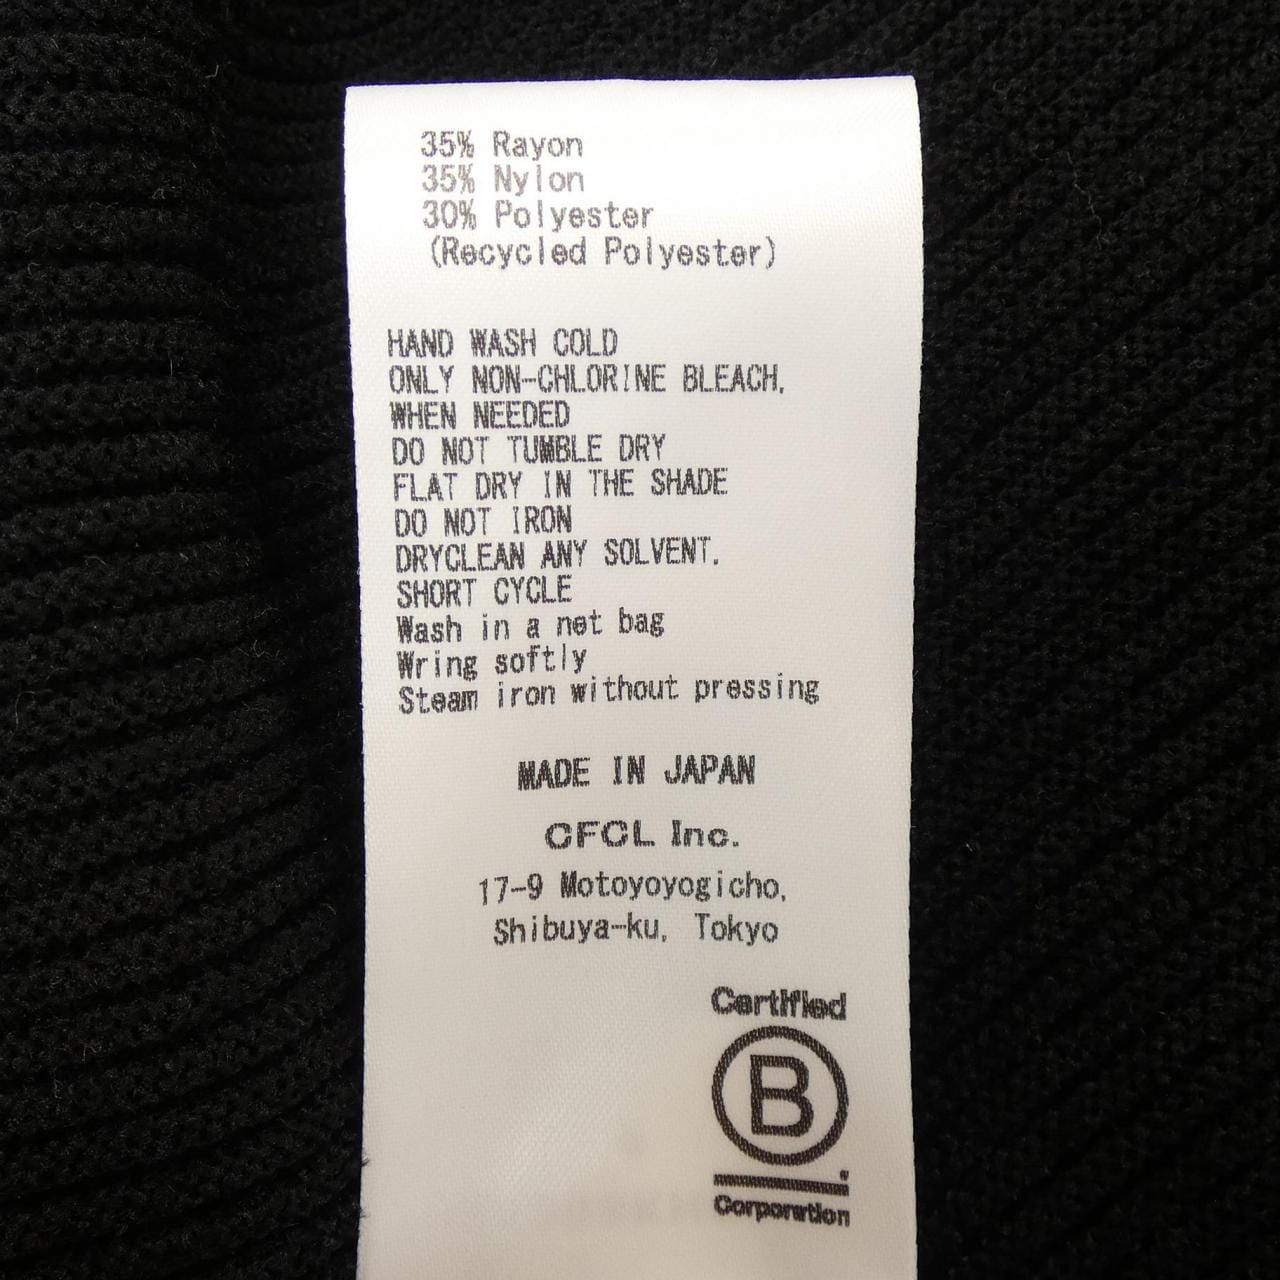 35% Rayon
35% Nylon
30% Polyester
(Recycled Polyester)
HAND WASH COLD
ONLY NON-CHLORINE BLEACH,
WHEN NEEDED
DO NOT TUMBLE DRY
FLAT DRY IN THE SHADE
DO NOT IRON
DRYCLEAN ANY SOLVENT,
SHORT CYCLE
Wash in a net bag
Wring softly
Steam iron without pressing
MADE IN JAPAN
CFCL Inc.
17-9 Motoyoyogicho,
Shibuya-ku, Tokyo
Certified
B
Corporation